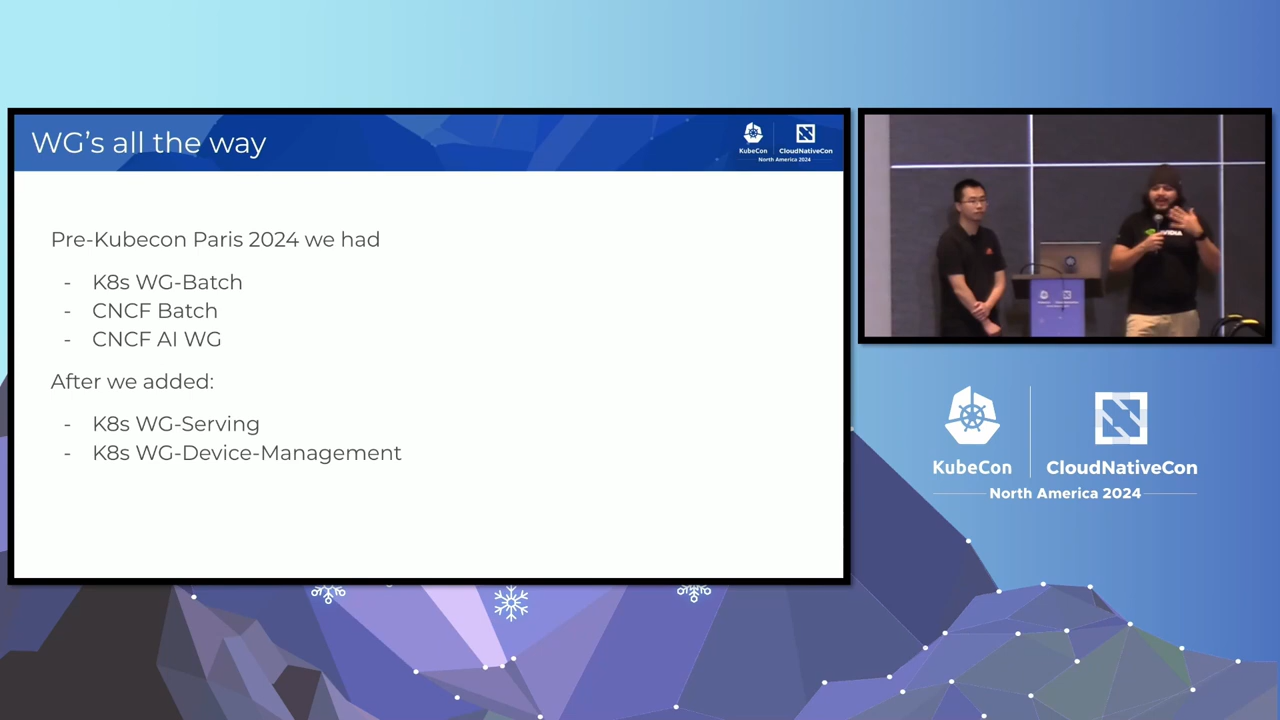 WG's all the way
KubeCon
CloudNativeCon
North America 2024
Pre-Kubecon Paris 2024 we had
- K8s WG-Batch
- CNCF Batch
- CNCF AI WG
After we added:
- K8s WG-Serving
- K8s WG-Device-Management
NVIDIA
KubeCon
CloudNativeCon
North America 2024